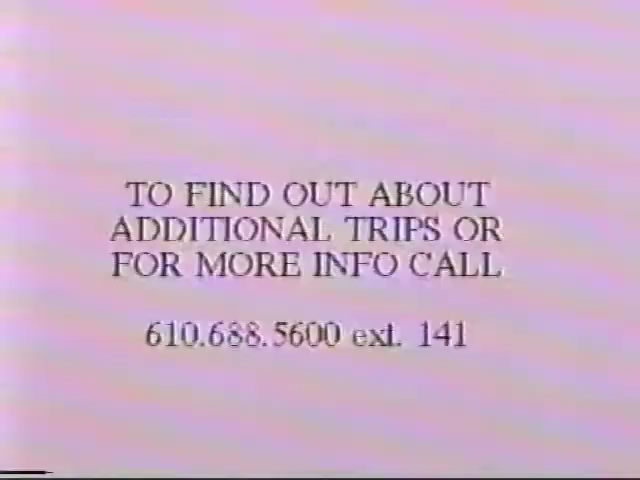 TO FIND OUT ABOUT
ADDITIONAL TRIPS OR
FOR MORE INFO CALL
610.688.5600 ext. 141